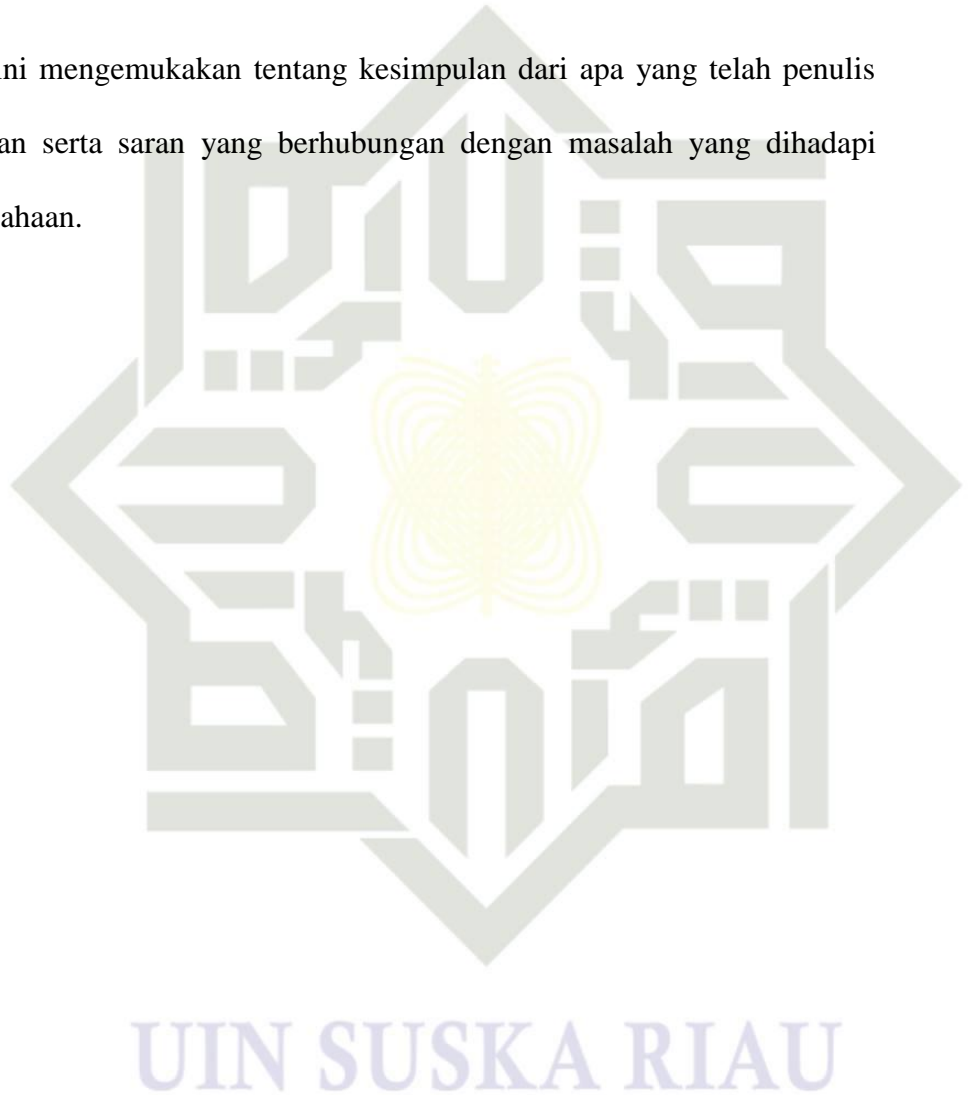 ini mengemukakan tentang kesimpulan dari apa yang telah penulis
an serta saran yang berhubungan dengan masalah yang dihadapi
ahaan.
UIN SUSKA RIAU